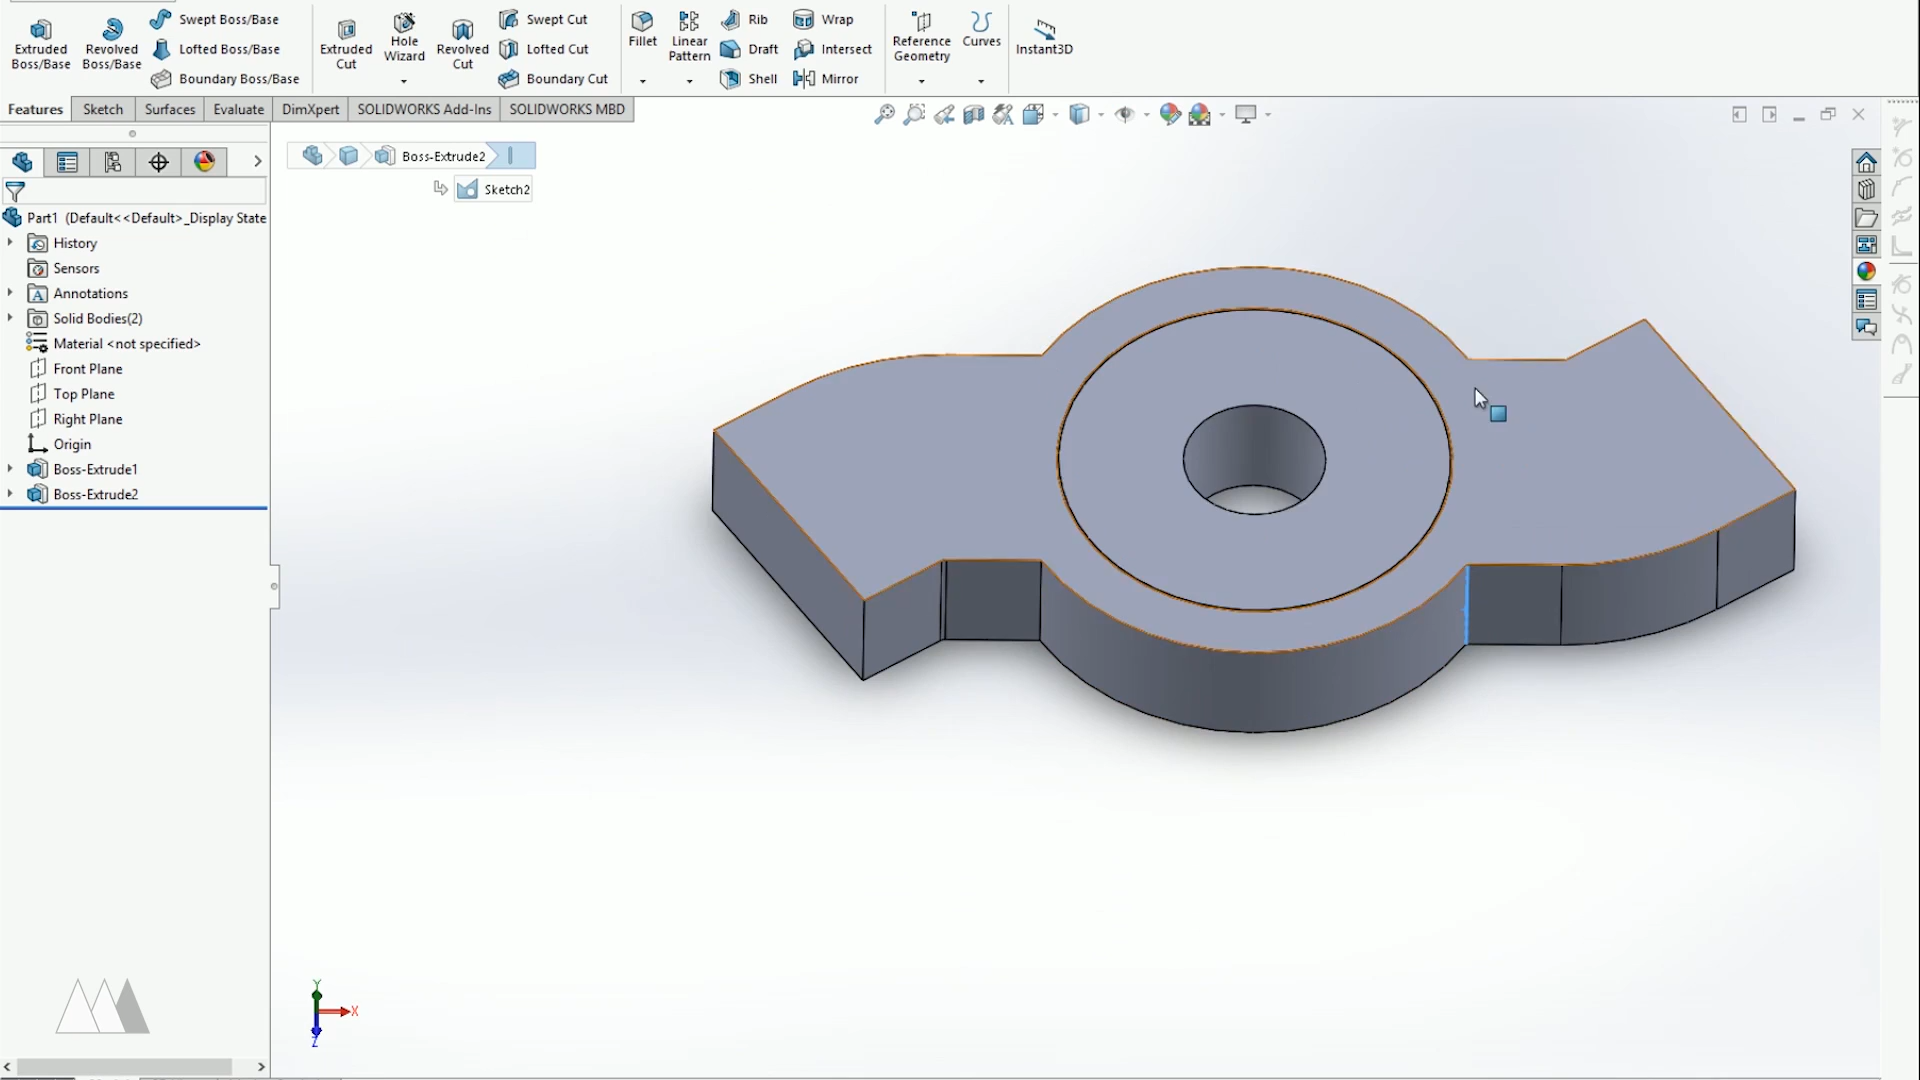 Extruded Boss/Base
Revolved Boss/Base
Swept Boss/Base
Lofted Boss/Base
Boundary Boss/Base
Extruded Cut
Hole Wizard
Revolved Cut
Swept Cut
Lofted Cut
Boundary Cut
Fillet
Linear Pattern
Rib
Draft
Shell
Wrap
Intersect
Mirror
Reference Geometry
Curves
Instant3D
Features
Sketch
Surfaces
Evaluate
DimXpert
SOLIDWORKS Add-Ins
SOLIDWORKS MBD
Boss-Extrude2
Sketch2
Part1 (Default<<Default>_Display State
History
Sensors
Annotations
Solid Bodies(2)
Material <not specified>
Front Plane
Top Plane
Right Plane
Origin
Boss-Extrude1
Boss-Extrude2
Y
X
Z